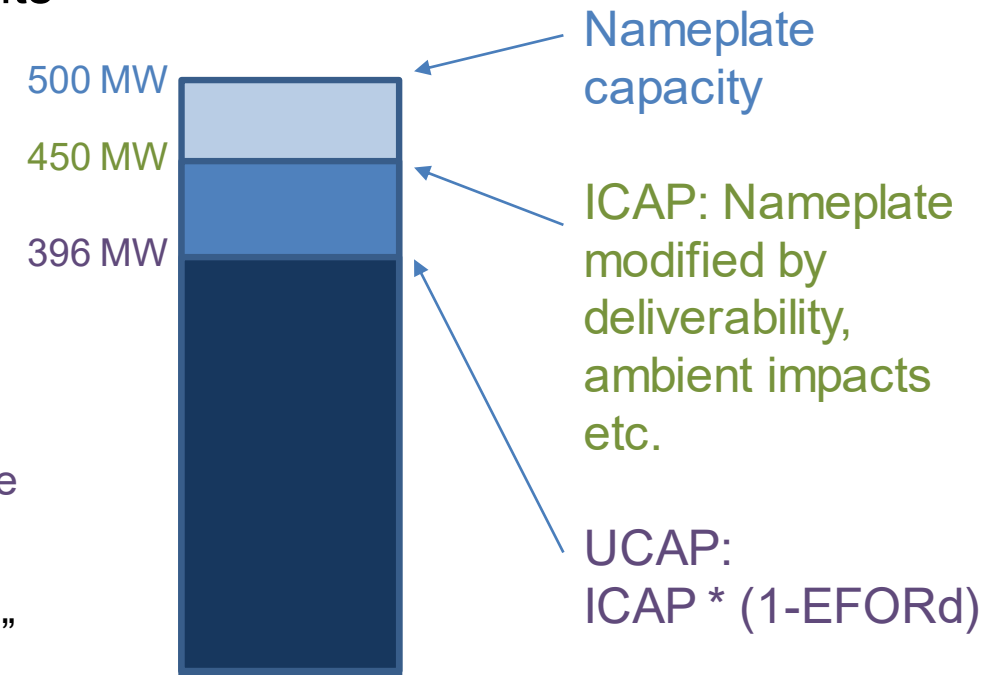 500 MW
450 MW
396 MW
Nameplate
capacity
ICAP: Nameplate
modified by
deliverability,
ambient impacts
etc.
UCAP:
ICAP * (1-EFORd)
e
”